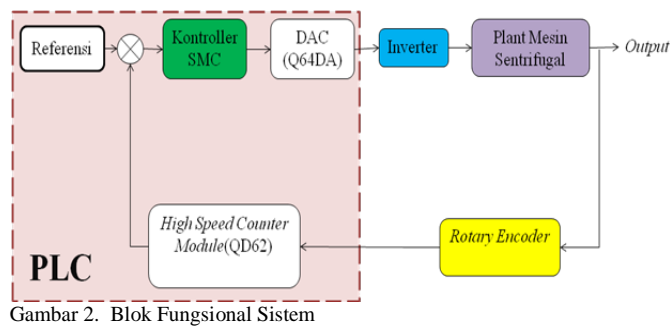 Referensi
Kontroller
SMC
DAC
(Q64DA)
Inverter
Plant Mesin
Sentrifugal
Output
High Speed Counter
Module(QD62)
Rotary Encoder
PLC
Gambar 2. Blok Fungsional Sistem